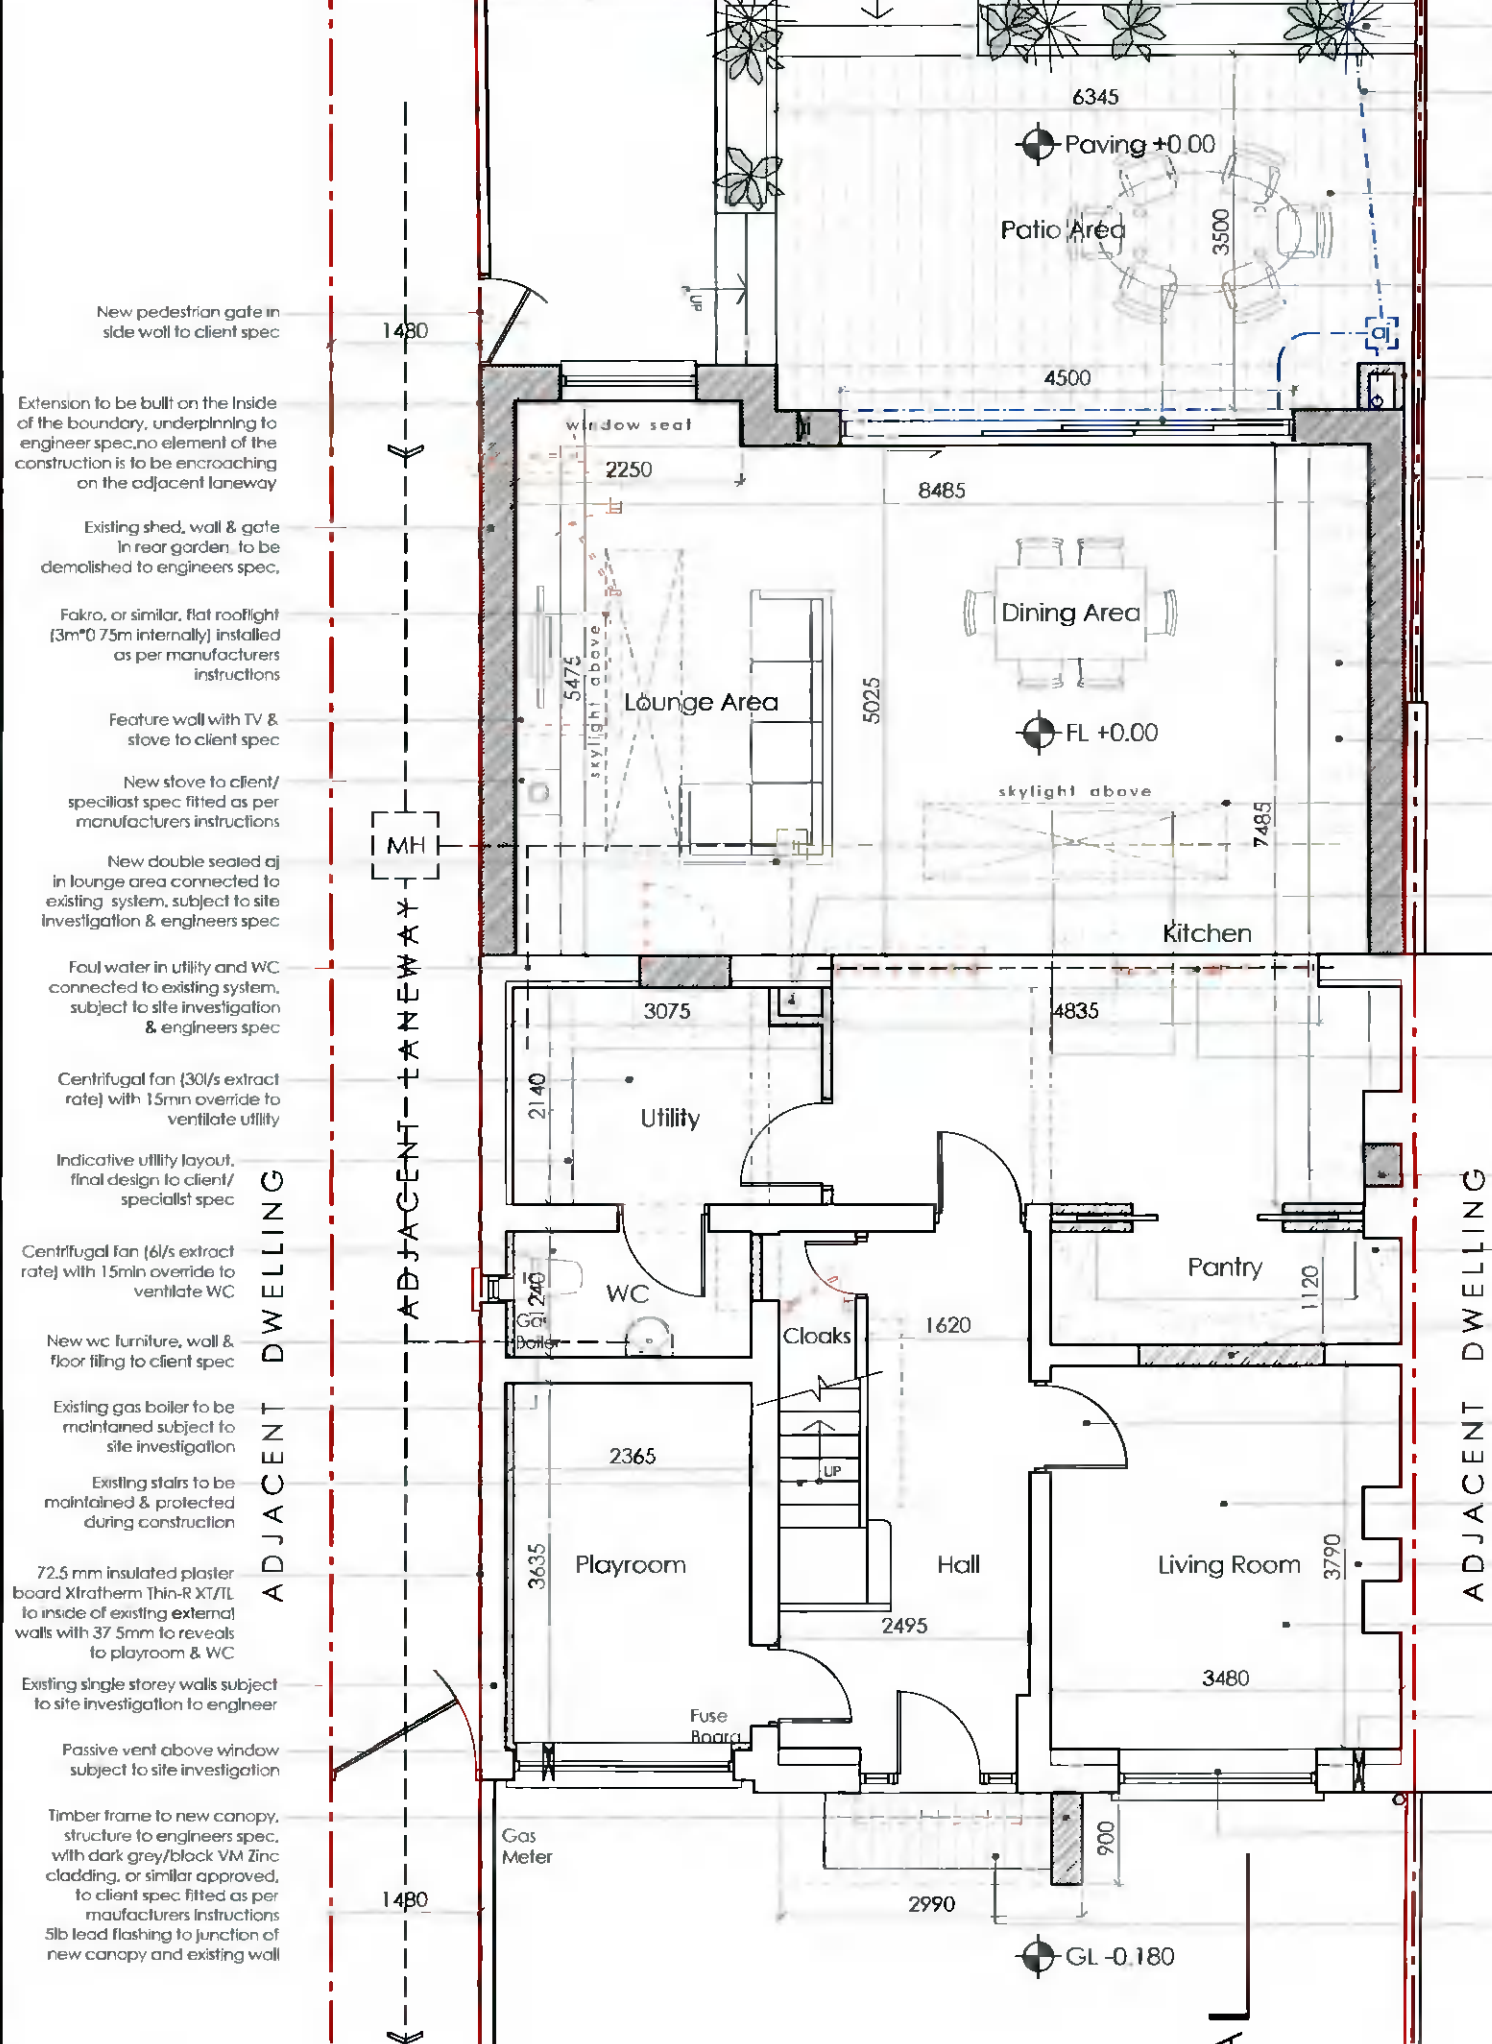 New pedestrian gate in
side wall to client spec
Extension to be built on the Inside
of the boundary, underpinning to
engineer spec,no element of the
construction is to be encroaching
on the adjacent laneway
Existing shed, wall & gate
in rear garden to be
demolished to engineers spec,
Fakro, or similar, flat rooflight
(3m*0 75m internally) installed
as per manufacturers
instructions
Feature wall with TV &
stove to client spec
New stove to client/
speciliast spec fitted as per
manufacturers instructions
New double sealed aj
in lounge area connected to
existing system, subject to site
investigation & engineers spec
Foul water in utility and WC
connected to existing system,
subject to site investigation
& engineers spec
Centrifugal fan (30l/s extract
rate) with 15min override to
ventilate utility
Indicative utility layout,
final design to client/
specialist spec
Centrifugal fan (6l/s extract
rate) with 15min override to
ventilate WC
New wc furniture, wall &
floor tiling to client spec
Existing gas boiler to be
maintained subject to
site investigation
Existing stairs to be
maintained & protected
during construction
72.5 mm insulated plaster
board Xtratherm Thin-R XT/TL
to inside of existing external
walls with 37 5mm to reveals
to playroom & WC
Existing single storey walls subject
to site investigation to engineer
Passive vent above window
subject to site investigation
Timber frame to new canopy,
structure to engineers spec,
with dark grey/black VM Zinc
cladding, or similar approved,
to client spec fitted as per
maufacturers instructions
5lb lead flashing to junction of
new canopy and existing wall
ADJACENT DWELLING
1480
MH
ADJACENT LANEWAY
1480
6345
Paving +0.00
Patio Area
3500
UP
aj
4500
window seat
2250
8485
Dining Area
5475
skylight above
Lounge Area
5025
FL +0.00
skylight above
7485
Kitchen
3075
4835
2140
Utility
WC
1240
Gas
Boiler
Cloaks
1620
Pantry
1120
2365
UP
3635
Playroom
Hall
Living Room
3790
2495
3480
Fuse
Board
Gas
Meter
900
2990
GL -0.180
ADJACENT DWELLING